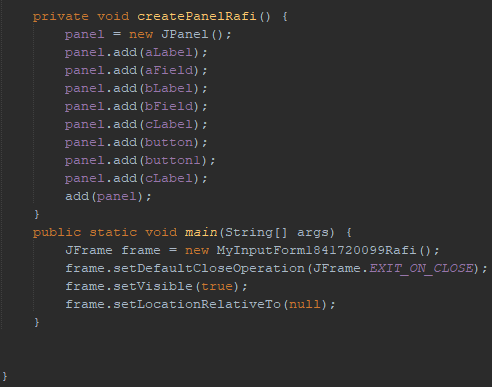 private void createPanelRafi() {
panel = new JPanel();
panel.add(aLabel);
panel.add(aField);
panel.add(bLabel);
panel.add(bField);
panel.add(cLabel);
panel.add(button);
panel.add(button1);
panel.add(cLabel);
add(panel);
}
public static void main(String[] args) {
JFrame frame = new MyInputForm1841720099Rafi();
frame.setDefaultCloseOperation(JFrame.EXIT_ON_CLOSE);
frame.setVisible(true);
frame.setLocationRelativeTo(null);
}
}